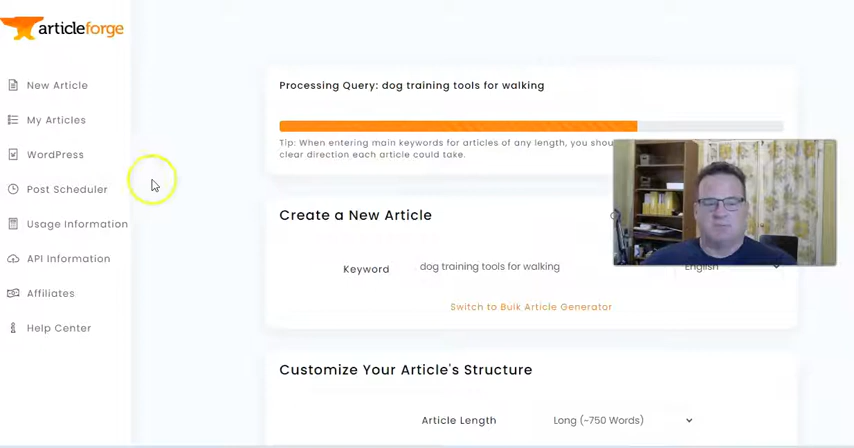 articleforge
New Article
My Articles
WordPress
Post Scheduler
Usage Information
API Information
Affiliates
Help Center
Processing Query: dog training tools for walking
Tip: When entering main keywords for articles of any length, you
clear direction each article could take.
Create a New Article
Keyword
dog training tools for walking
English
Switch to Bulk Article Generator
Customize Your Article's Structure
Article Length
Long (~750 Words)